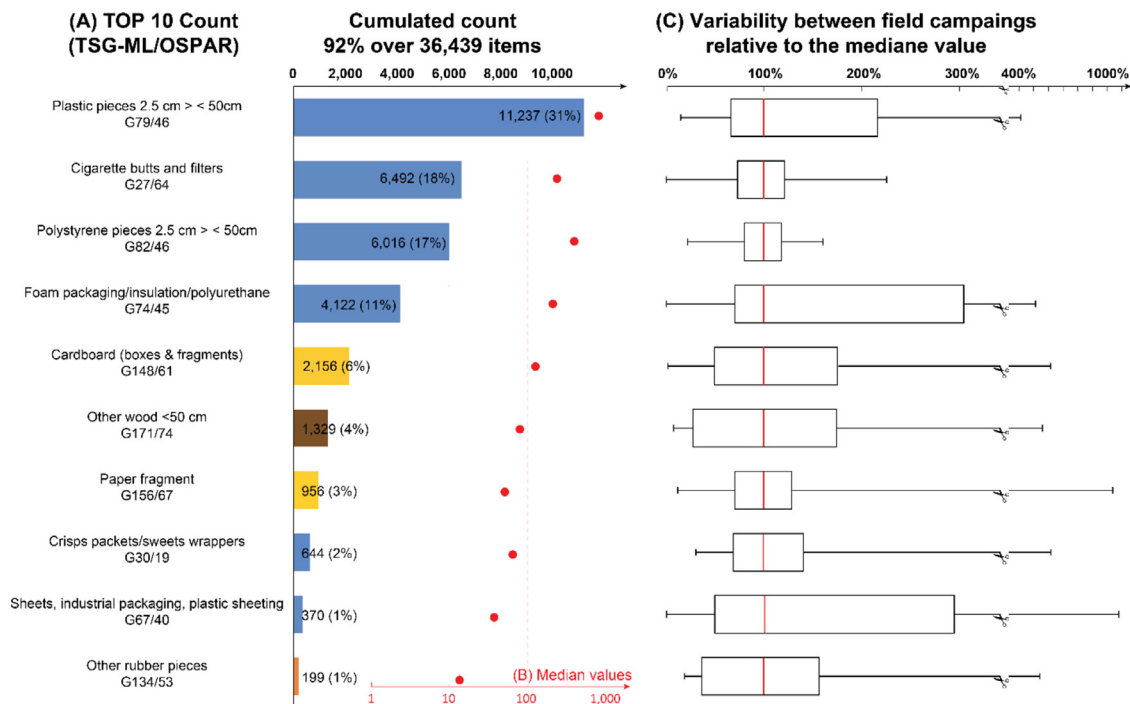 (A) TOP 10 Count
(TSG-ML/OSPAR)
Cumulated count
92% over 36,439 items
(C) Variability between field campaings
relative to the mediane value
0 2,000 4,000 6,000 8,000 10,000
0% 100% 200% 300% 400% 1000%
Plastic pieces 2.5 cm > < 50cm
G79/46
11,237 (31%)
Cigarette butts and filters
G27/64
6,492 (18%)
Polystyrene pieces 2.5 cm > < 50cm
G82/46
6,016 (17%)
Foam packaging/insulation/polyurethane
G74/45
4,122 (11%)
Cardboard (boxes & fragments)
G148/61
2,156 (6%)
Other wood <50 cm
G171/74
1,329 (4%)
Paper fragment
G156/67
956 (3%)
Crisps packets/sweets wrappers
G30/19
644 (2%)
Sheets, industrial packaging, plastic sheeting
G67/40
370 (1%)
Other rubber pieces
G134/53
199 (1%)
(B) Median values
1 10 100 1,000